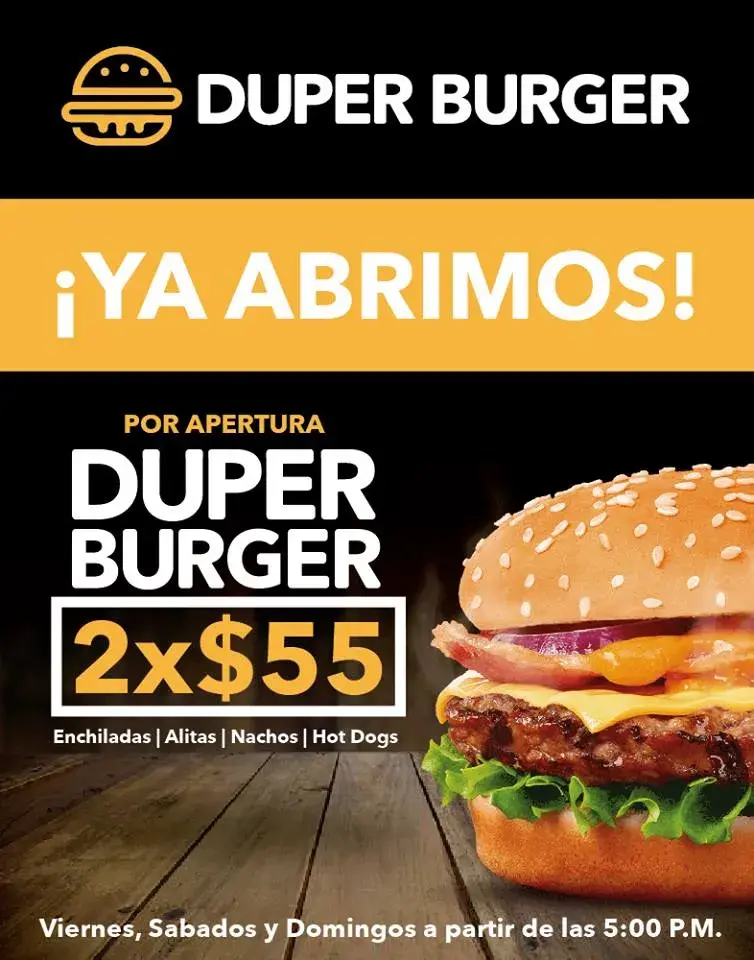 DUPER BURGER
¡YA ABRIMOS!
POR APERTURA
DUPER
BURGER
2x$55
Enchiladas | Alitas | Nachos | Hot Dogs
Viernes, Sabados y Domingos a partir de las 5:00 P.M.